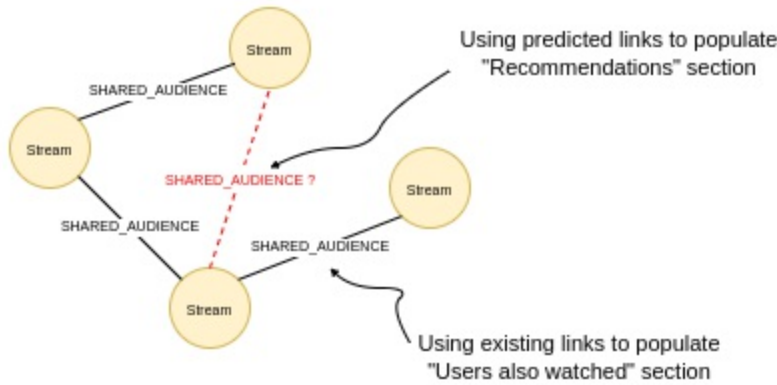 Stream
Using predicted links to populate
"Recommendations" section
SHARED_AUDIENCE
Stream
SHARED_AUDIENCE ?
Stream
SHARED_AUDIENCE
SHARED_AUDIENCE
Stream
Using existing links to populate
"Users also watched" section